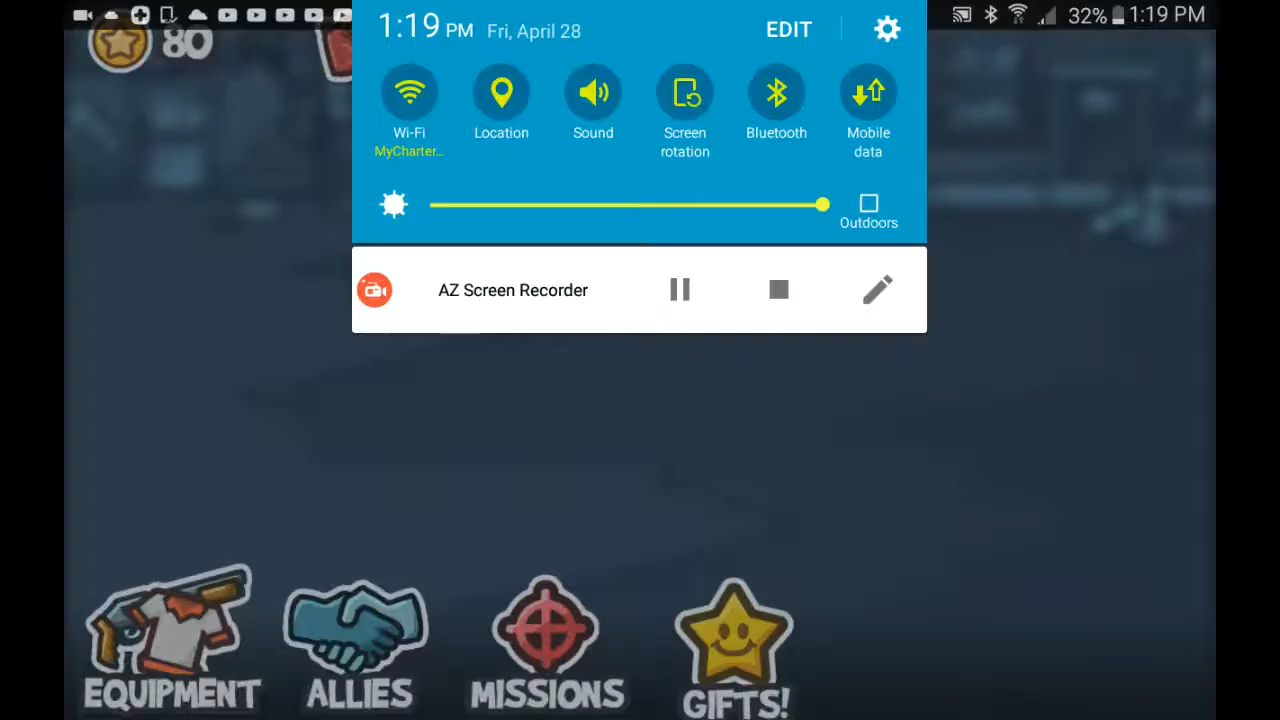 80
1:19 PM Fri, April 28 EDIT
32% 1:19 PM
Wi-Fi Location Sound Screen rotation Bluetooth Mobile data
MyCharter...
Outdoors
AZ Screen Recorder
EQUIPMENT ALLIES MISSIONS GIFTS!